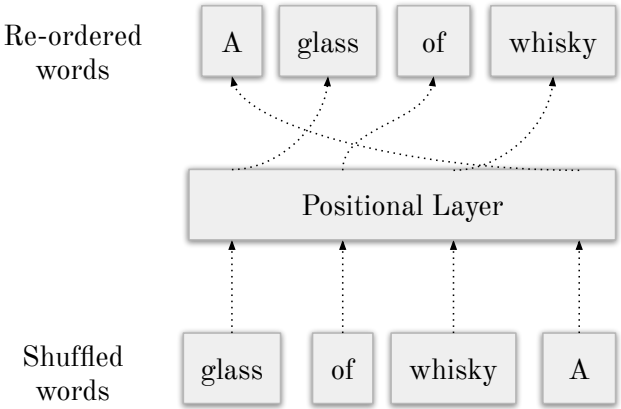 Re-ordered
words
A glass of whisky
Positional Layer
Shuffled
words
glass of whisky A